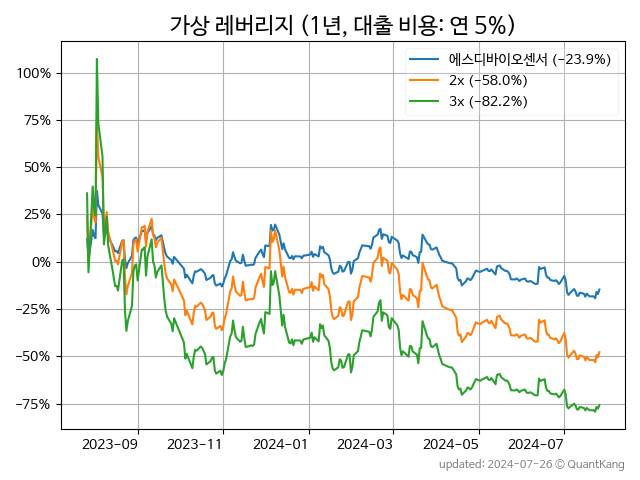 가상 레버리지 (1년, 대출 비용: 연 5%)
에스디바이오센서 (−23.9%)
2x (−58.0%)
3x (−82.2%)
100%
75%
50%
25%
0%
−25%
−50%
−75%
2023-09 2023-11 2024-01 2024-03 2024-05 2024-07
updated: 2024-07-26 © QuantKang